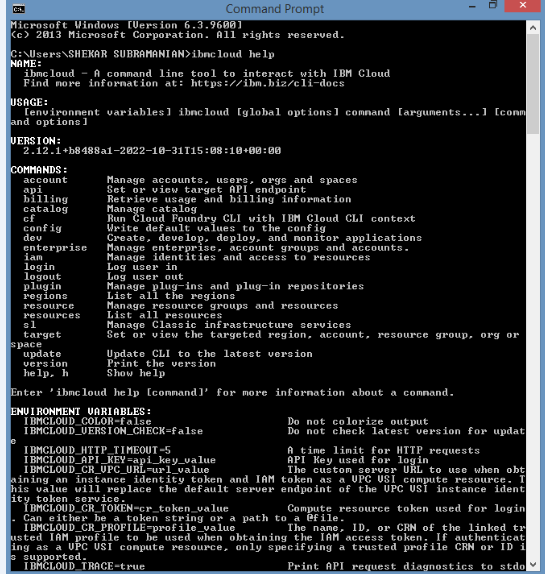 Command Prompt
Microsoft Windows [Version 6.3.9600]
(c) 2013 Microsoft Corporation. All rights reserved.
C:\Users\SHEKAR SUBRAMANIAN>ibmcloud help
NAME:
ibmcloud - A command line tool to interact with IBM Cloud
Find more information at: https://ibm.biz/cli-docs
USAGE:
[environment variables] ibmcloud [global options] command [arguments...] [comm
and options]
VERSION:
2.12.1+b8488a1-2022-10-31T15:08:10+00:00
COMMANDS:
account Manage accounts, users, orgs and spaces
api Set or view target API endpoint
billing Retrieve usage and billing information
catalog Manage catalog
cf Run Cloud Foundry CLI with IBM Cloud CLI context
config Write default values to the config
dev Create, develop, deploy, and monitor applications
enterprise Manage enterprise, account groups and accounts.
iam Manage identities and access to resources
login Log user in
logout Log user out
plugin Manage plug-ins and plug-in repositories
regions List all the regions
resource Manage resource groups and resources
resources List all resources
sl Manage Classic infrastructure services
target Set or view the targeted region, account, resource group, org or
space
update Update CLI to the latest version
version Print the version
help, h Show help
Enter 'ibmcloud help [command]' for more information about a command.
ENVIRONMENT VARIABLES:
IBMCLOUD_COLOR=false Do not colorize output
IBMCLOUD_VERSION_CHECK=false Do not check latest version for updat
e
IBMCLOUD_HTTP_TIMEOUT=5 A time limit for HTTP requests
IBMCLOUD_API_KEY=api_key_value API Key used for login
IBMCLOUD_CR_VPC_URL=url_value The custom server URL to use when obt
aining an instance identity token and IAM token as a VPC VSI compute resource. T
his value will replace the default server endpoint of the VPC VSI instance ident
ity token service.
IBMCLOUD_CR_TOKEN=cr_token_value Compute resource token used for login
. Can either be a token string or a path to a @file.
IBMCLOUD_CR_PROFILE=profile_value The name, ID, or CRN of the linked tr
usted IAM profile to be used when obtaining the IAM access token. If authenticat
ing as a VPC VSI compute resource, only specifying a trusted profile CRN or ID i
s supported.
IBMCLOUD_TRACE=true Print API request diagnostics to stdo